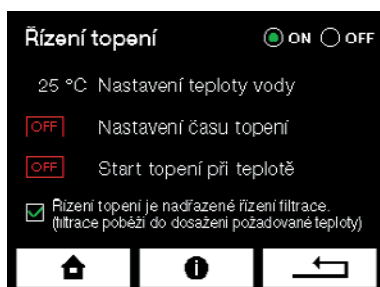 Řízení topení ON OFF
25 °C Nastavení teploty vody
OFF Nastavení času topení
OFF Start topení při teplotě
Řízení topení je nadřazené řízení filtrace.
(filtrace poběží do dosažení požadované teploty)